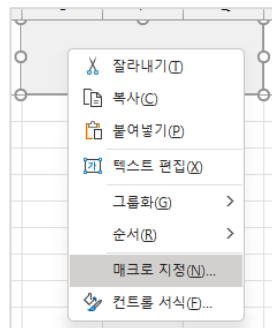 잘라내기(T)
복사(C)
붙여넣기(P)
텍스트 편집(X)
그룹화(G)
순서(R)
매크로 지정(N)...
컨트롤 서식(F)...